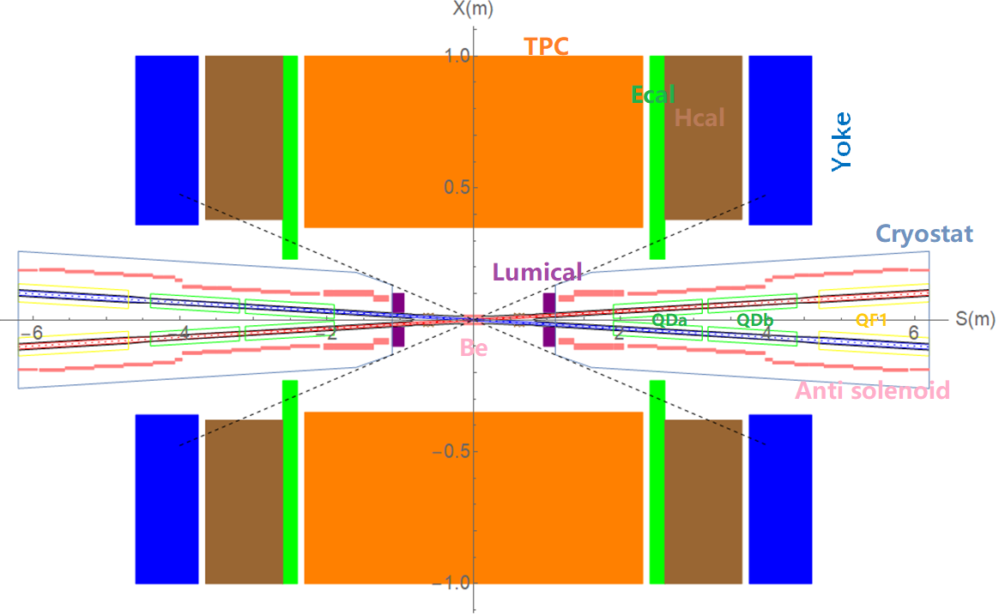 X(m)
TPC
1.0
Ecal
Hcal
Yoke
0.5
Cryostat
Lumical
−6
−4
−2
2
QDa
QDb
4
QF1
6
S(m)
Be
Anti solenoid
−0.5
−1.0